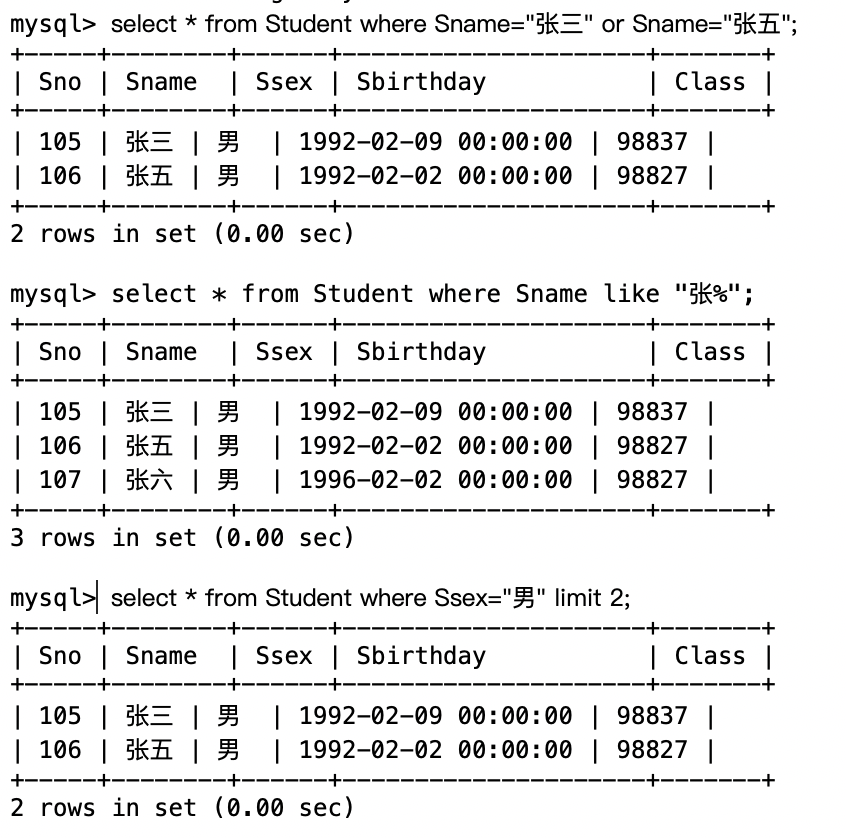 mysql> select * from Student where Sname="张三" or Sname="张五";
+-----+--------+------+---------------------+-------+
| Sno | Sname  | Ssex | Sbirthday           | Class |
+-----+--------+------+---------------------+-------+
| 105 | 张三 | 男  | 1992-02-09 00:00:00 | 98837 |
| 106 | 张五 | 男  | 1992-02-02 00:00:00 | 98827 |
+-----+--------+------+---------------------+-------+
2 rows in set (0.00 sec)
mysql> select * from Student where Sname like "张%";
+-----+--------+------+---------------------+-------+
| Sno | Sname  | Ssex | Sbirthday           | Class |
+-----+--------+------+---------------------+-------+
| 105 | 张三 | 男  | 1992-02-09 00:00:00 | 98837 |
| 106 | 张五 | 男  | 1992-02-02 00:00:00 | 98827 |
| 107 | 张六 | 男  | 1996-02-02 00:00:00 | 98827 |
+-----+--------+------+---------------------+-------+
3 rows in set (0.00 sec)
mysql> select * from Student where Ssex="男" limit 2;
+-----+--------+------+---------------------+-------+
| Sno | Sname  | Ssex | Sbirthday           | Class |
+-----+--------+------+---------------------+-------+
| 105 | 张三 | 男  | 1992-02-09 00:00:00 | 98837 |
| 106 | 张五 | 男  | 1992-02-02 00:00:00 | 98827 |
+-----+--------+------+---------------------+-------+
2 rows in set (0.00 sec)